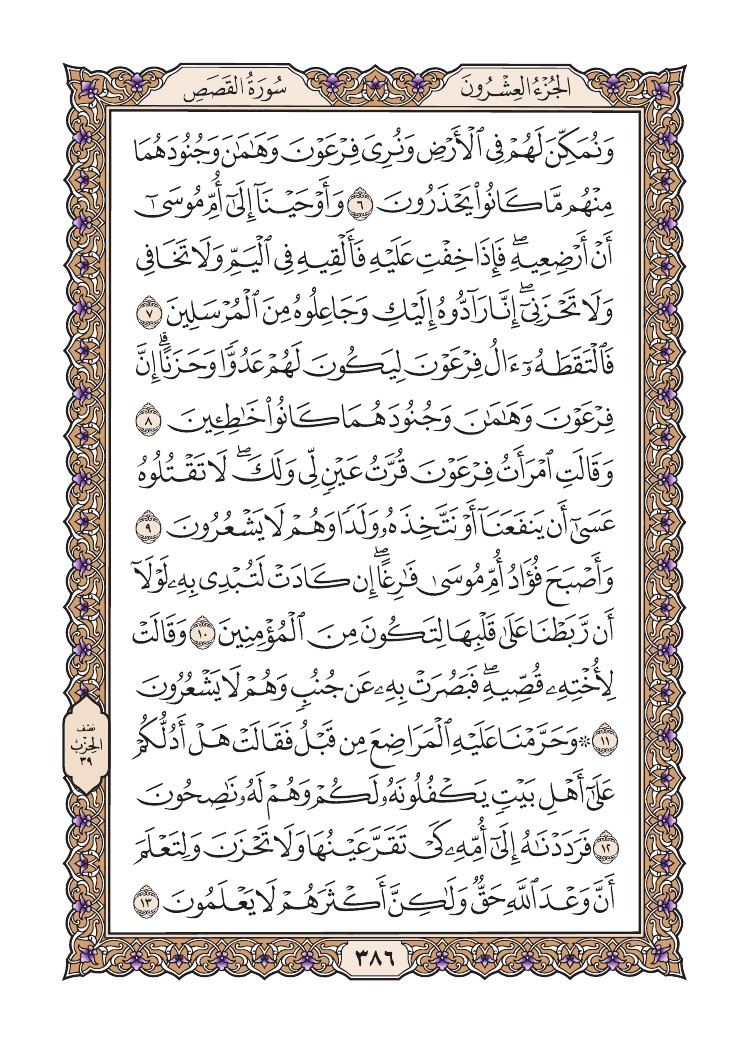 سُورَةُ القَصَصِ
الجُزْءُ العِشْرُونَ
وَنُمَكِّنَ لَهُمْ فِي ٱلْأَرْضِ وَنُرِيَ فِرْعَوْنَ وَهَٰمَٰنَ وَجُنُودَهُمَا
مِنْهُم مَّا كَانُوا۟ يَحْذَرُونَ ٦ وَأَوْحَيْنَآ إِلَىٰٓ أُمِّ مُوسَىٰٓ
أَنْ أَرْضِعِيهِ ۖ فَإِذَا خِفْتِ عَلَيْهِ فَأَلْقِيهِ فِي ٱلْيَمِّ وَلَا تَخَافِي
وَلَا تَحْزَنِيٓ ۖ إِنَّا رَآدُّوهُ إِلَيْكِ وَجَاعِلُوهُ مِنَ ٱلْمُرْسَلِينَ ٧
فَٱلْتَقَطَهُۥٓ ءَالُ فِرْعَوْنَ لِيَكُونَ لَهُمْ عَدُوًّا وَحَزَنًا ۗ إِنَّ
فِرْعَوْنَ وَهَٰمَٰنَ وَجُنُودَهُمَا كَانُوا۟ خَٰطِـِٔينَ ٨
وَقَالَتِ ٱمْرَأَتُ فِرْعَوْنَ قُرَّتُ عَيْنٍ لِّي وَلَكَ ۖ لَا تَقْتُلُوهُ
عَسَىٰٓ أَن يَنفَعَنَآ أَوْ نَتَّخِذَهُۥ وَلَدًا وَهُمْ لَا يَشْعُرُونَ ٩
وَأَصْبَحَ فُؤَادُ أُمِّ مُوسَىٰ فَٰرِغًا ۖ إِن كَادَتْ لَتُبْدِي بِهِۦ لَوْلَآ
أَن رَّبَطْنَا عَلَىٰ قَلْبِهَا لِتَكُونَ مِنَ ٱلْمُؤْمِنِينَ ١٠ وَقَالَتْ
لِأُخْتِهِۦ قُصِّيهِ ۖ فَبَصُرَتْ بِهِۦ عَن جُنُبٍ وَهُمْ لَا يَشْعُرُونَ
١١ ۞ وَحَرَّمْنَا عَلَيْهِ ٱلْمَرَاضِعَ مِن قَبْلُ فَقَالَتْ هَلْ أَدُلُّكُمْ
عَلَىٰٓ أَهْلِ بَيْتٍ يَكْفُلُونَهُۥ لَكُمْ وَهُمْ لَهُۥ نَٰصِحُونَ
١٢ فَرَدَدْنَٰهُ إِلَىٰٓ أُمِّهِۦ كَيْ تَقَرَّ عَيْنُهَا وَلَا تَحْزَنَ وَلِتَعْلَمَ
أَنَّ وَعْدَ ٱللَّهِ حَقٌّ وَلَٰكِنَّ أَكْثَرَهُمْ لَا يَعْلَمُونَ ١٣
نصف
الحزب
٣٩
٣٨٦